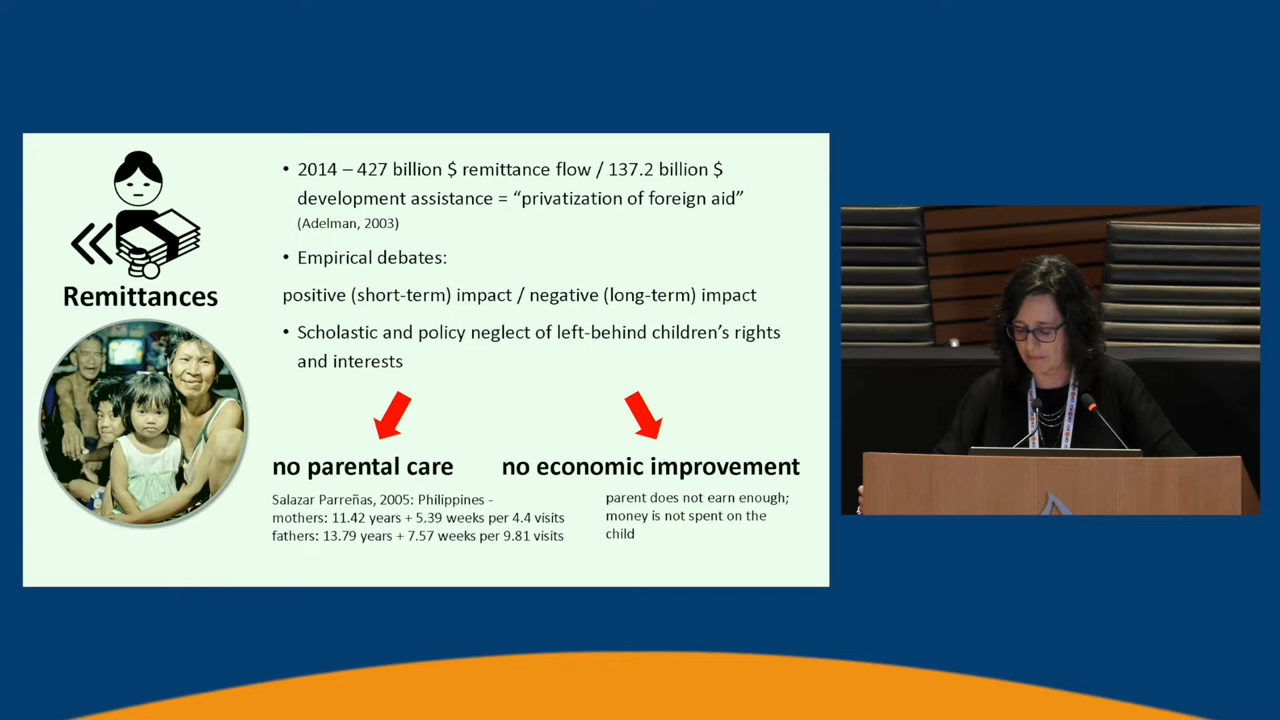 Remittances
• 2014 – 427 billion $ remittance flow / 137.2 billion $
development assistance = “privatization of foreign aid”
(Adelman, 2003)
• Empirical debates:
positive (short-term) impact / negative (long-term) impact
• Scholastic and policy neglect of left-behind children’s rights
and interests
no parental care
Salazar Parreñas, 2005: Philippines -
mothers: 11.42 years + 5.39 weeks per 4.4 visits
fathers: 13.79 years + 7.57 weeks per 9.81 visits
no economic improvement
parent does not earn enough;
money is not spent on the
child